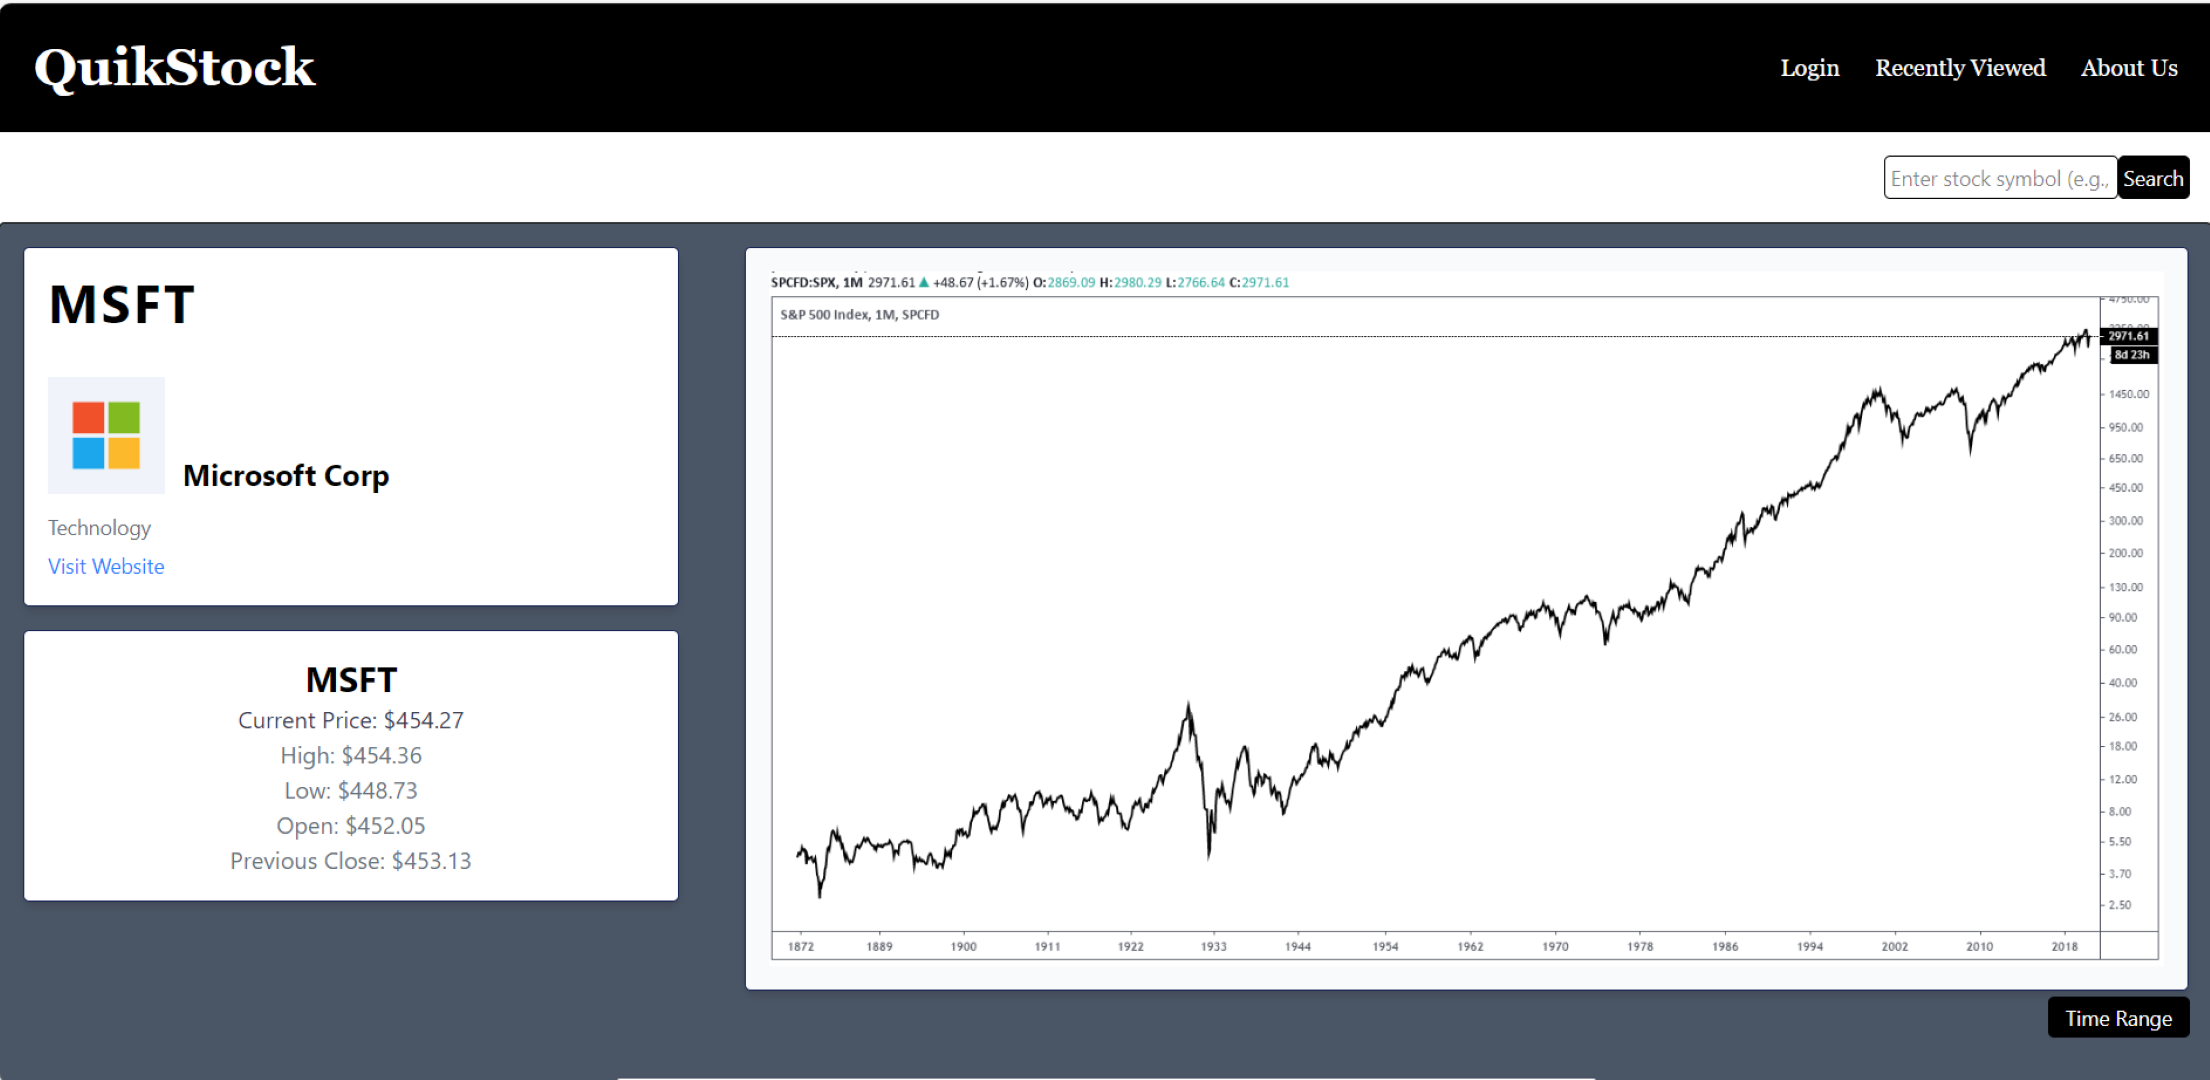 QuikStock
Login Recently Viewed About Us
Enter stock symbol (e.g., Search
MSFT
Microsoft Corp
Technology
Visit Website
MSFT
Current Price: $454.27
High: $454.36
Low: $448.73
Open: $452.05
Previous Close: $453.13
SPCFD:SPX, 1M 2971.61 ▲ +48.67 (+1.67%) O:2869.09 H:2980.29 L:2766.64 C:2971.61
S&P 500 Index, 1M, SPCFD
4750.00
2971.61
8d 23h
1450.00
950.00
650.00
450.00
300.00
200.00
130.00
90.00
60.00
40.00
26.00
18.00
12.00
8.00
5.50
3.70
2.50
1872 1889 1900 1911 1922 1933 1944 1954 1962 1970 1978 1986 1994 2002 2010 2018
Time Range